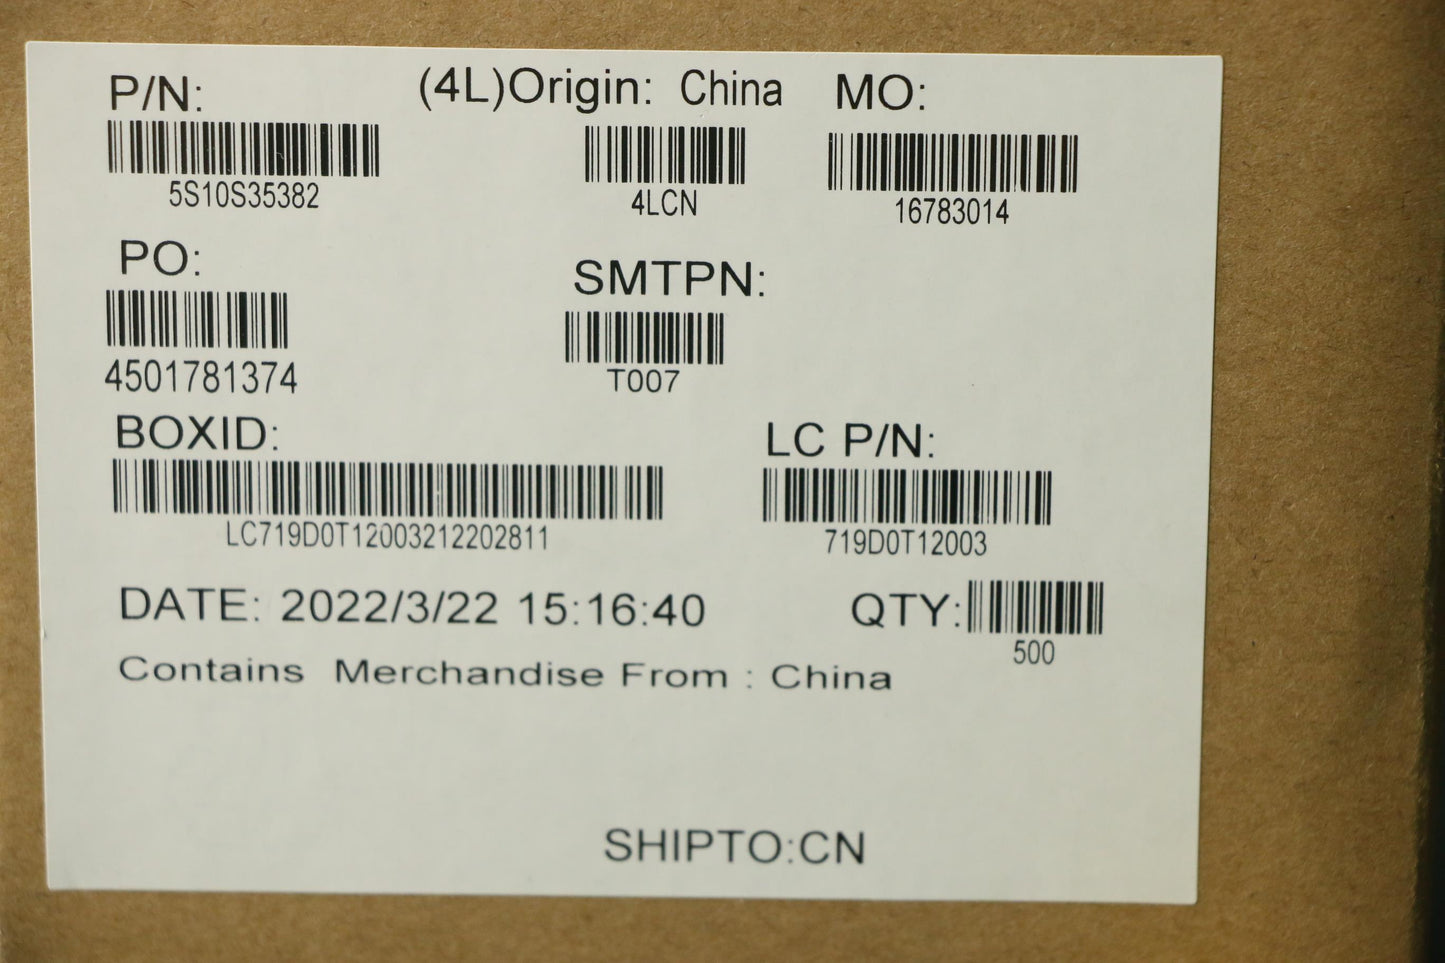 P/N: (4L)Origin: China MO:
5S10S35382 4LCN 16783014
PO: SMTPN:
4501781374 T007
BOXID: LC P/N:
LC719D0T12003212202811 719D0T12003
DATE: 2022/3/22 15:16:40 QTY:
500
Contains Merchandise From : China
SHIPTO:CN